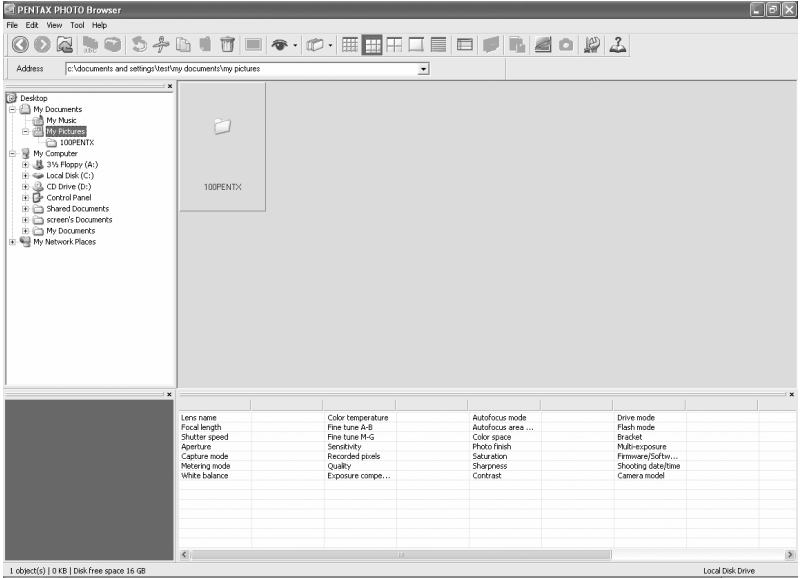 PENTAX PHOTO Browser
File Edit View Tool Help
Address c:\documents and settings\test\my documents\my pictures
Desktop
My Documents
My Music
My Pictures
100PENTX
My Computer
3½ Floppy (A:)
Local Disk (C:)
CD Drive (D:)
Control Panel
Shared Documents
screen's Documents
My Documents
My Network Places
100PENTX
Lens name Color temperature Autofocus mode Drive mode
Focal length Fine tune A-B Autofocus area ... Flash mode
Shutter speed Fine tune M-G Color space Bracket
Aperture Sensitivity Photo finish Multi-exposure
Capture mode Recorded pixels Saturation Firmware/Softw...
Metering mode Quality Sharpness Shooting date/time
White balance Exposure compe... Contrast Camera model
1 object(s) | 0 KB | Disk free space 16 GB Local Disk Drive